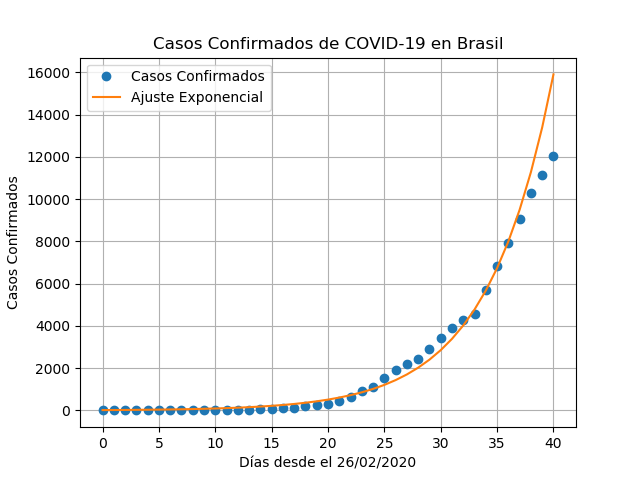 Casos Confirmados de COVID-19 en Brasil
Casos Confirmados
Ajuste Exponencial
Casos Confirmados
16000
14000
12000
10000
8000
6000
4000
2000
0
0 5 10 15 20 25 30 35 40
Días desde el 26/02/2020